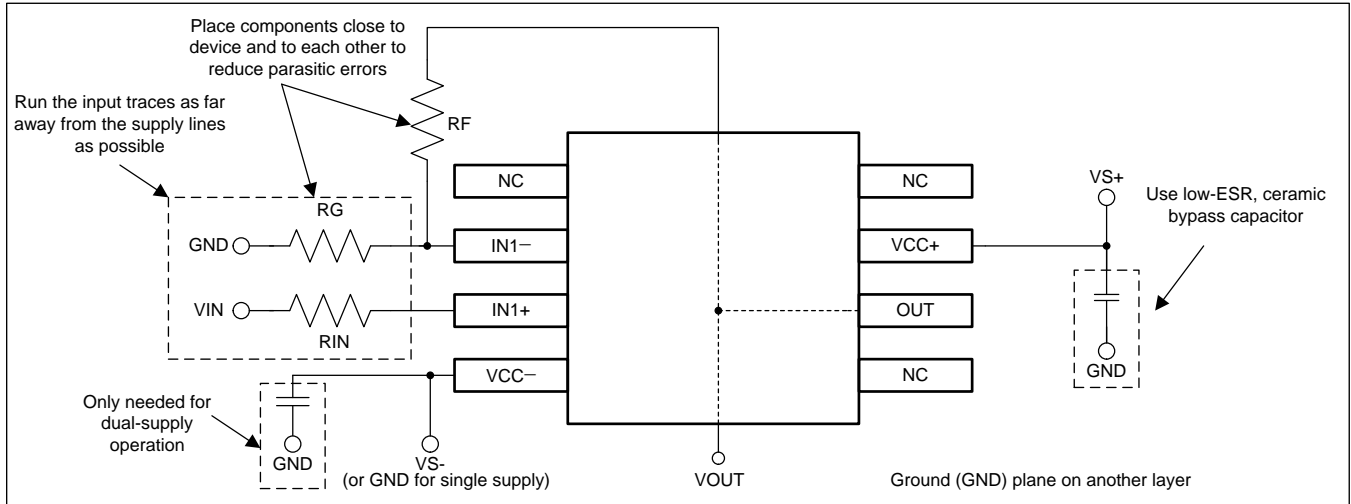 Place components close to
device and to each other to
reduce parasitic errors
Run the input traces as far
away from the supply lines
as possible
RF
NC
NC
VS+
Use low-ESR, ceramic
bypass capacitor
RG
GND
IN1−
VCC+
VIN
IN1+
OUT
RIN
VCC−
NC
GND
Only needed for
dual-supply
operation
GND
VS-
(or GND for single supply)
VOUT
Ground (GND) plane on another layer